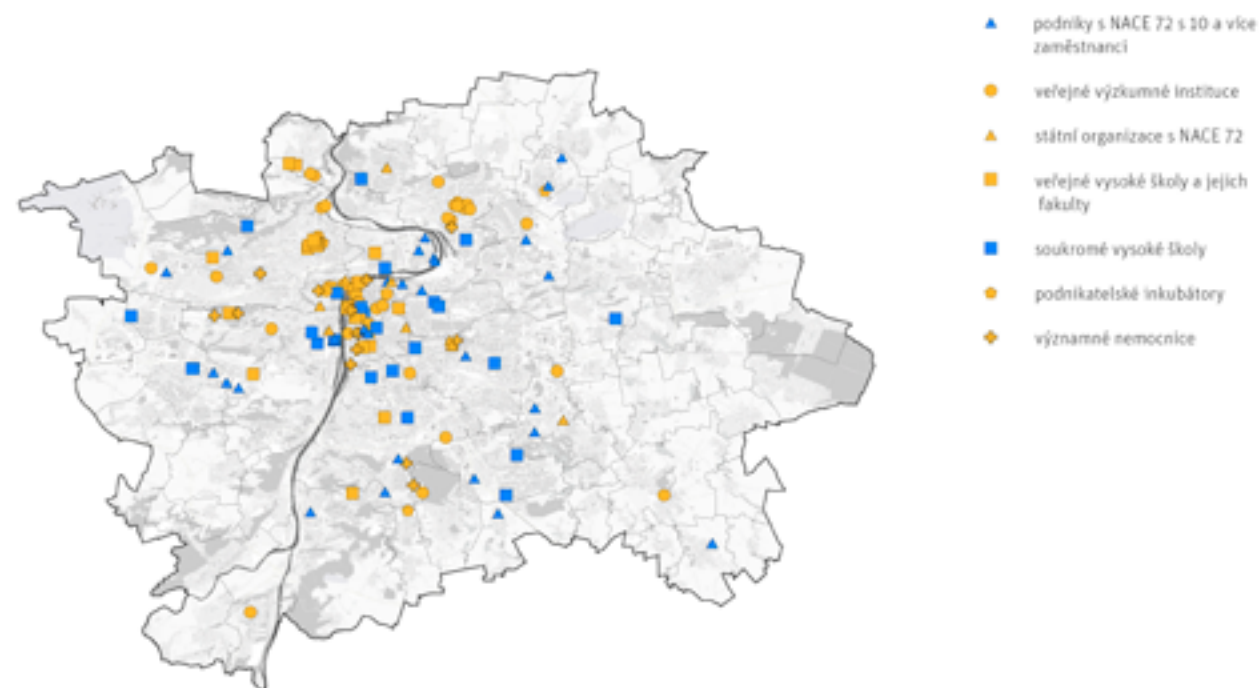 podniky s NACE 72 s 10 a více
zaměstnanci
veřejné výzkumné instituce
státní organizace s NACE 72
veřejné vysoké školy a jejich
fakulty
soukromé vysoké školy
podnikatelské inkubátory
významné nemocnice